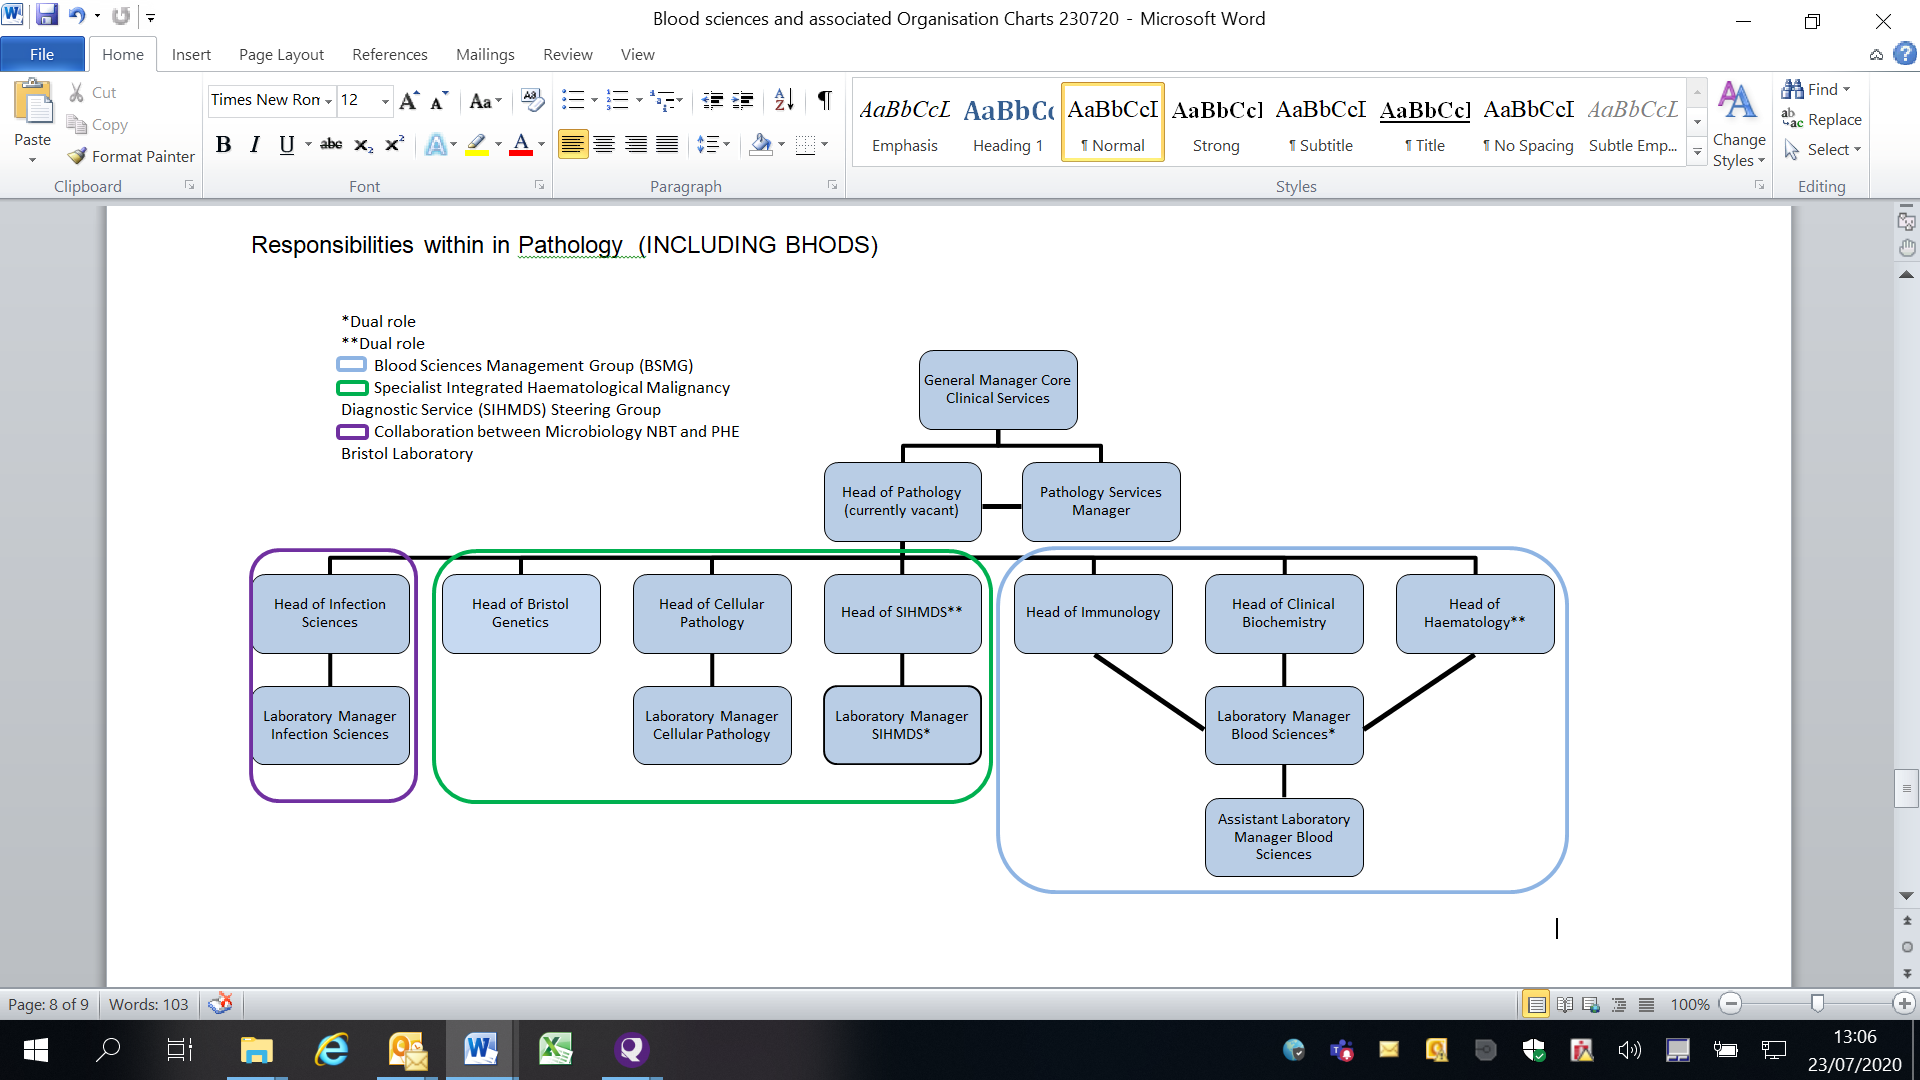 Blood sciences and associated Organisation Charts 230720 - Microsoft Word
File Home Insert Page Layout References Mailings Review View
Paste
Cut
Copy
Format Painter
Clipboard
Times New Ron 12
Font
Paragraph
AaBbCcL AaBbCc AaBbCcI AaBbCcl AaBbCcI AaBbCcl AaBbCcI AaBbCcL
Emphasis Heading 1 ¶ Normal Strong ¶ Subtitle ¶ Title ¶ No Spacing Subtle Emp...
Change
Styles
Styles
Find
Replace
Select
Editing
Responsibilities within in Pathology (INCLUDING BHODS)
*Dual role
**Dual role
Blood Sciences Management Group (BSMG)
Specialist Integrated Haematological Malignancy
Diagnostic Service (SIHMDS) Steering Group
Collaboration between Microbiology NBT and PHE
Bristol Laboratory
General Manager Core
Clinical Services
Head of Pathology
(currently vacant)
Pathology Services
Manager
Head of Infection
Sciences
Head of Bristol
Genetics
Head of Cellular
Pathology
Head of SIHMDS**
Head of Immunology
Head of Clinical
Biochemistry
Head of
Haematology**
Laboratory Manager
Infection Sciences
Laboratory Manager
Cellular Pathology
Laboratory Manager
SIHMDS*
Laboratory Manager
Blood Sciences*
Assistant Laboratory
Manager Blood
Sciences
Page: 8 of 9 Words: 103 100%
13:06
23/07/2020